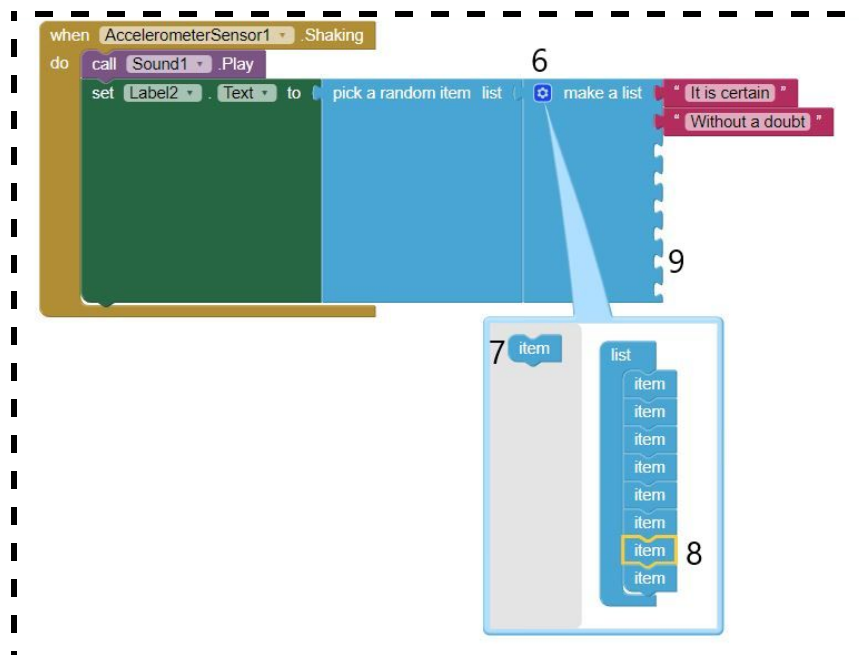 when AccelerometerSensor1 .Shaking
do call Sound1 .Play
6
set Label2 . Text to pick a random item list make a list " It is certain "
" Without a doubt "
9
7 item list
item
item
item
item
item
item
item 8
item